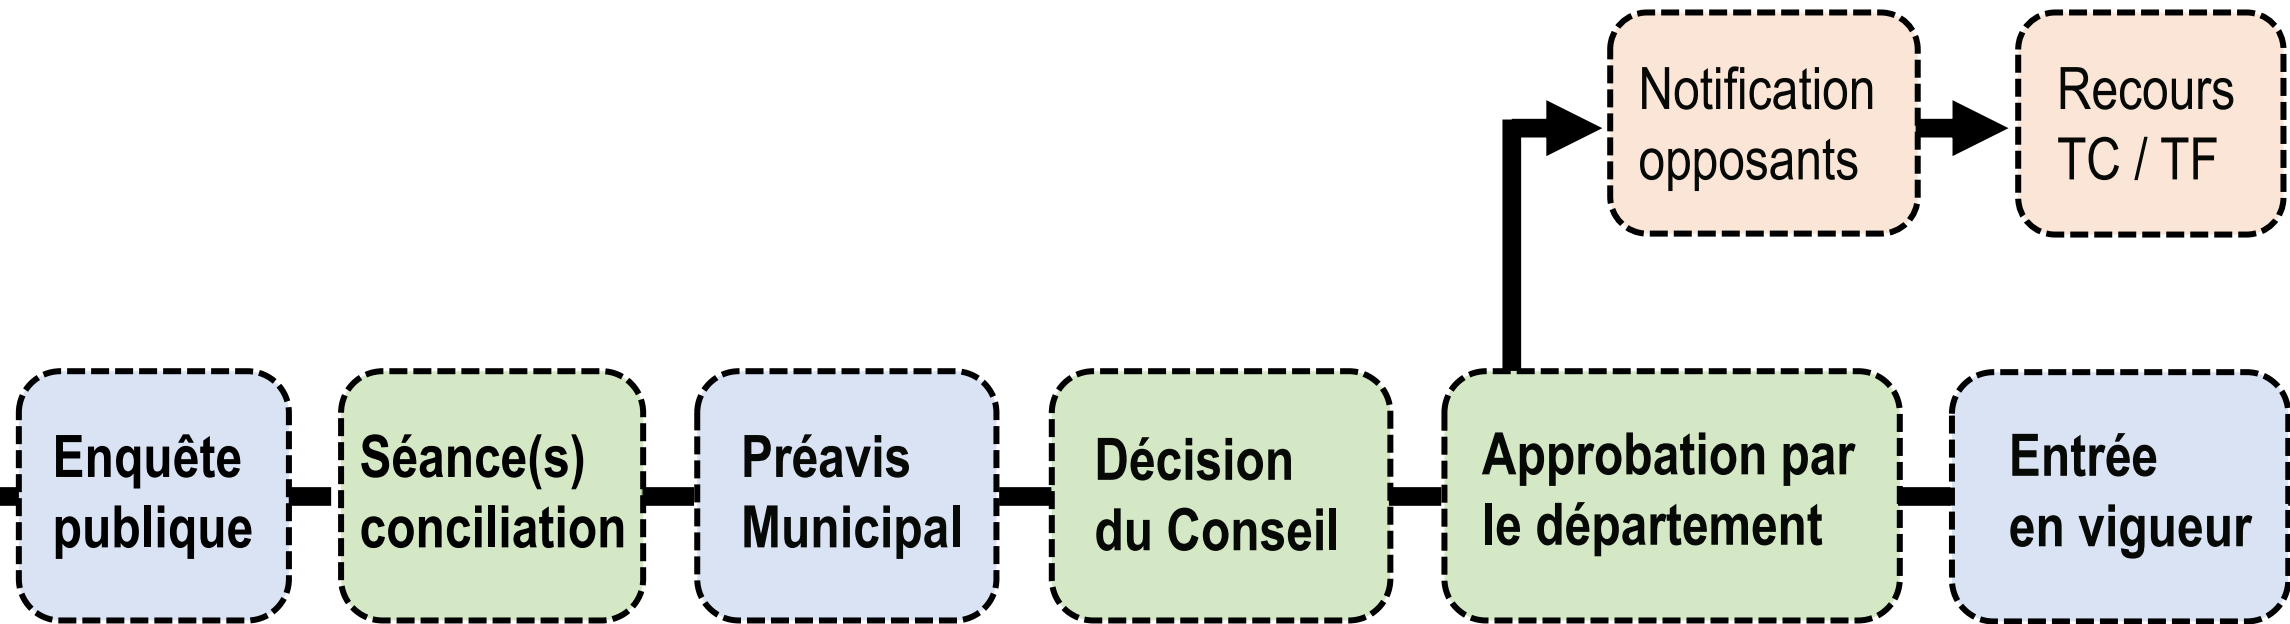 Notification
opposants
Recours
TC / TF
Enquête
publique
Séance(s)
conciliation
Préavis
Municipal
Décision
du Conseil
Approbation par
le département
Entrée
en vigueur